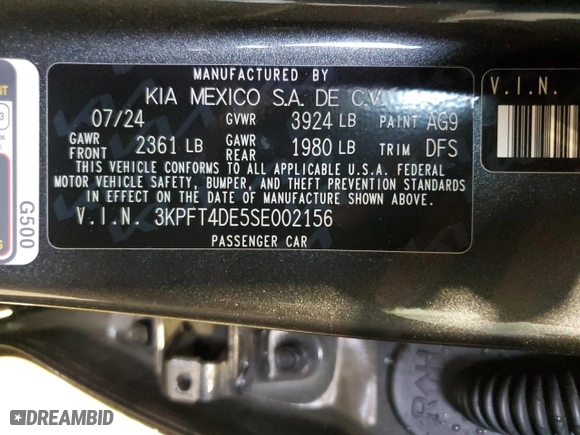 MANUFACTURED BY
KIA MEXICO S.A. DE C.V.
07/24 GVWR 3924 LB PAINT AG9
GAWR FRONT 2361 LB GAWR REAR 1980 LB TRIM DFS
THIS VEHICLE CONFORMS TO ALL APPLICABLE U.S.A. FEDERAL
MOTOR VEHICLE SAFETY, BUMPER, AND THEFT PREVENTION STANDARDS
IN EFFECT ON THE DATE OF MANUFACTURE SHOWN ABOVE.
V.I.N. 3KPFT4DE5SE002156
PASSENGER CAR
V.I.N.
G500
DREAMBID